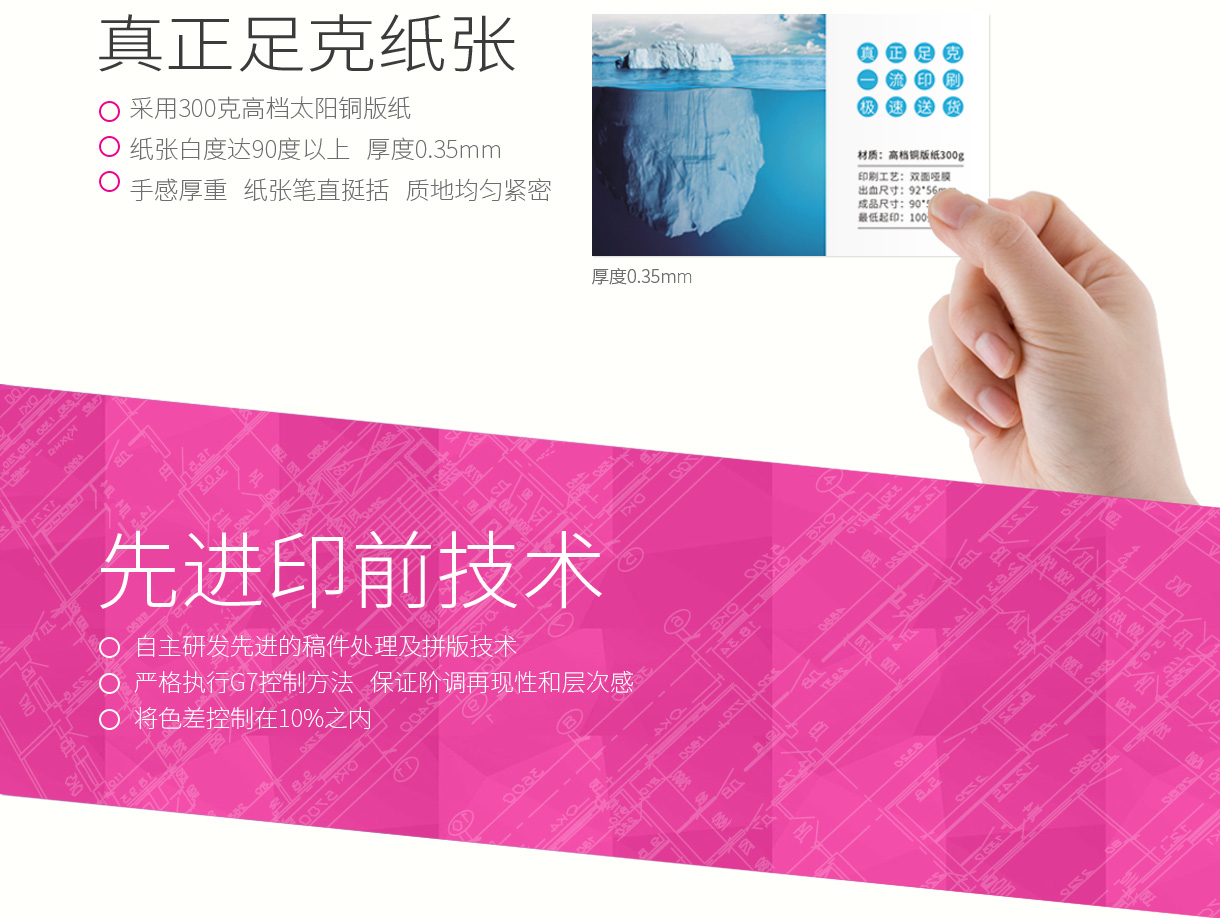 真正足克纸张
采用300克高档太阳铜版纸
纸张白度达90度以上 厚度0.35mm
手感厚重 纸张笔直挺括 质地均匀紧密
真正足克
一流印刷
极速送货
材质：高档铜版纸300g
印刷工艺：双面哑膜
出血尺寸：92*56mm
成品尺寸：90*5
最低起印：100
厚度0.35mm
先进印前技术
自主研发先进的稿件处理及拼版技术
严格执行G7控制方法 保证阶调再现性和层次感
将色差控制在10%之内